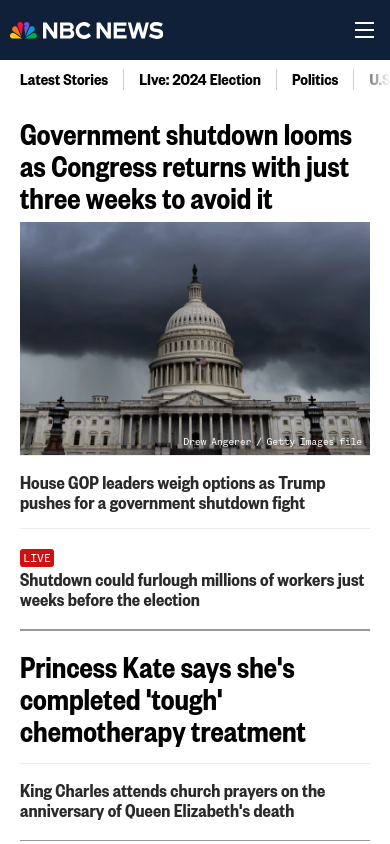 NBC NEWS
Latest Stories
Live: 2024 Election
Politics
Government shutdown looms
as Congress returns with just
three weeks to avoid it
Drew Angerer / Getty Images file
House GOP leaders weigh options as Trump
pushes for a government shutdown fight
LIVE
Shutdown could furlough millions of workers just
weeks before the election
Princess Kate says she's
completed 'tough'
chemotherapy treatment
King Charles attends church prayers on the
anniversary of Queen Elizabeth's death